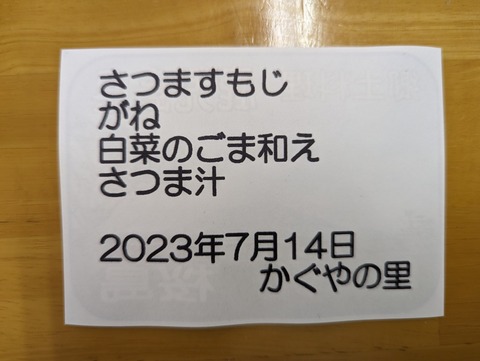 さつますもじ
がね
白菜のごま和え
さつま汁
2023年7月14日
かぐやの里